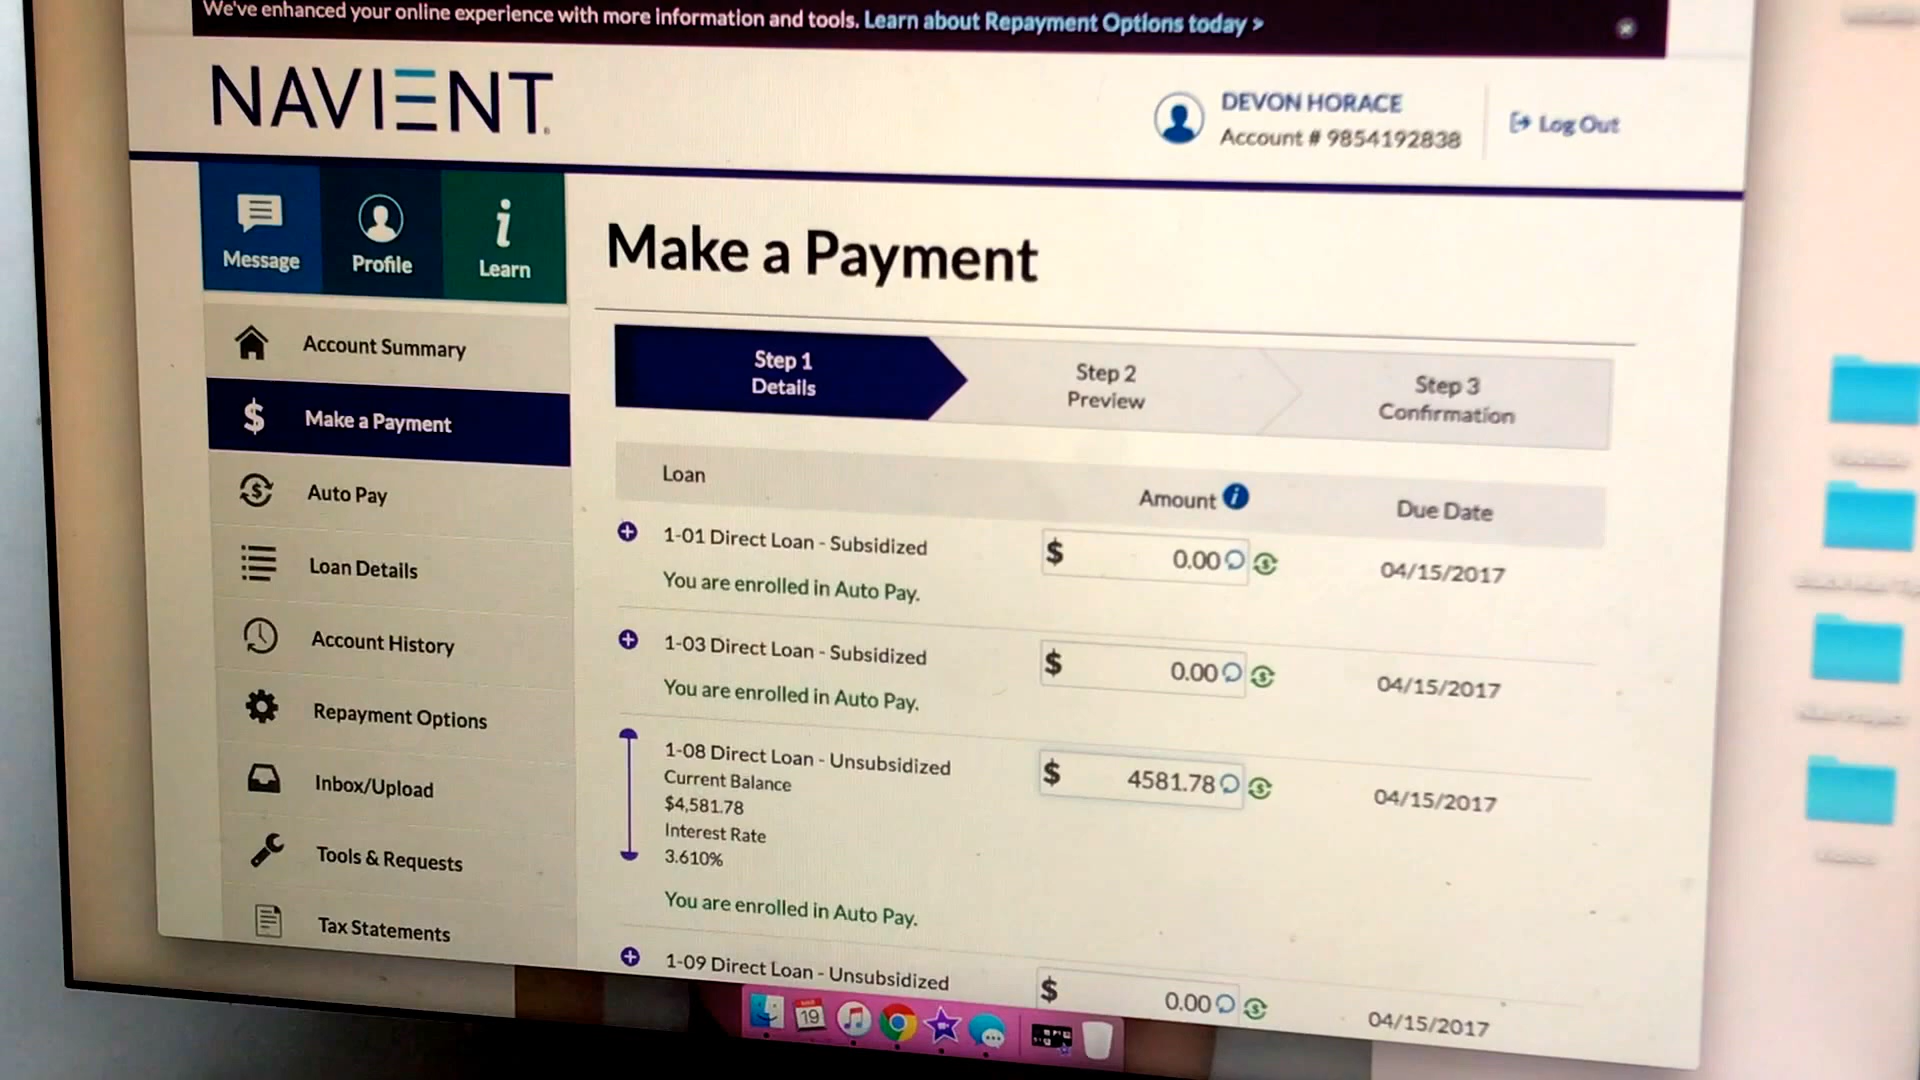 We've enhanced your online experience with more information and tools. Learn about Repayment Options today >
NAVIENT
DEVON HORACE
Account # 9854192838
Log Out
Message
Profile
Learn
Make a Payment
Account Summary
Make a Payment
Auto Pay
Loan Details
Account History
Repayment Options
Inbox/Upload
Tools & Requests
Tax Statements
Step 1
Details
Step 2
Preview
Step 3
Confirmation
Loan
Amount
Due Date
1-01 Direct Loan - Subsidized
$ 0.00
04/15/2017
You are enrolled in Auto Pay.
1-03 Direct Loan - Subsidized
$ 0.00
04/15/2017
You are enrolled in Auto Pay.
1-08 Direct Loan - Unsubsidized
$ 4581.78
04/15/2017
Current Balance
$4,581.78
Interest Rate
3.610%
You are enrolled in Auto Pay.
1-09 Direct Loan - Unsubsidized
$ 0.00
04/15/2017
19